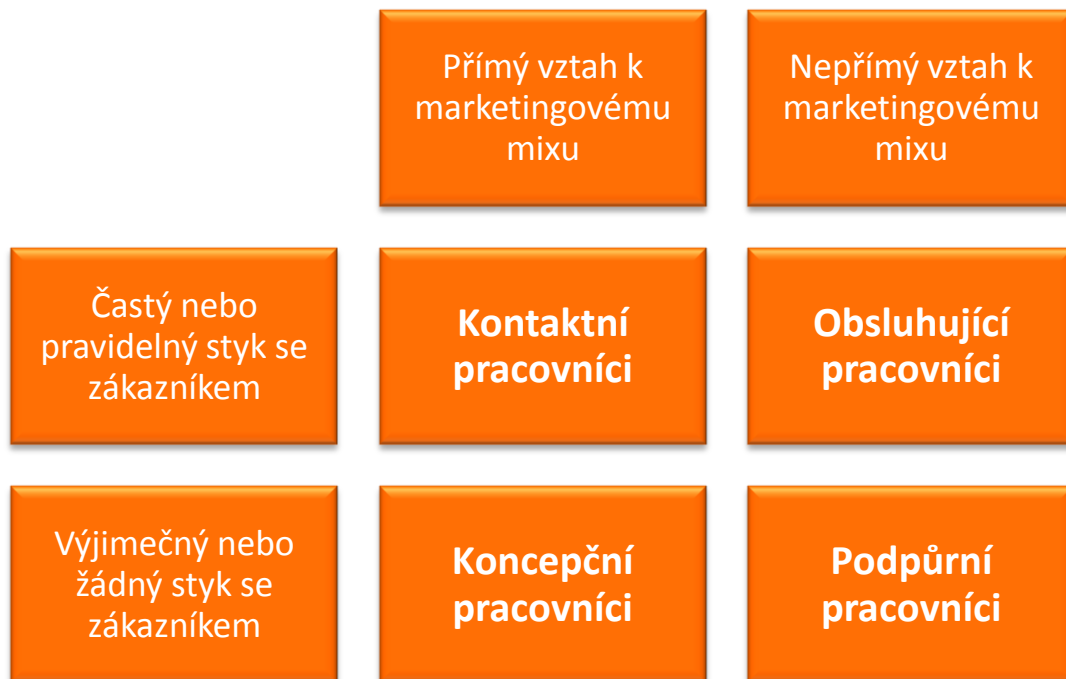 Přímý vztah k
marketingovému
mixu
Nepřímý vztah k
marketingovému
mixu
Častý nebo
pravidelný styk se
zákazníkem
Kontaktní
pracovníci
Obsluhující
pracovníci
Výjimečný nebo
žádný styk se
zákazníkem
Koncepční
pracovníci
Podpůrní
pracovníci